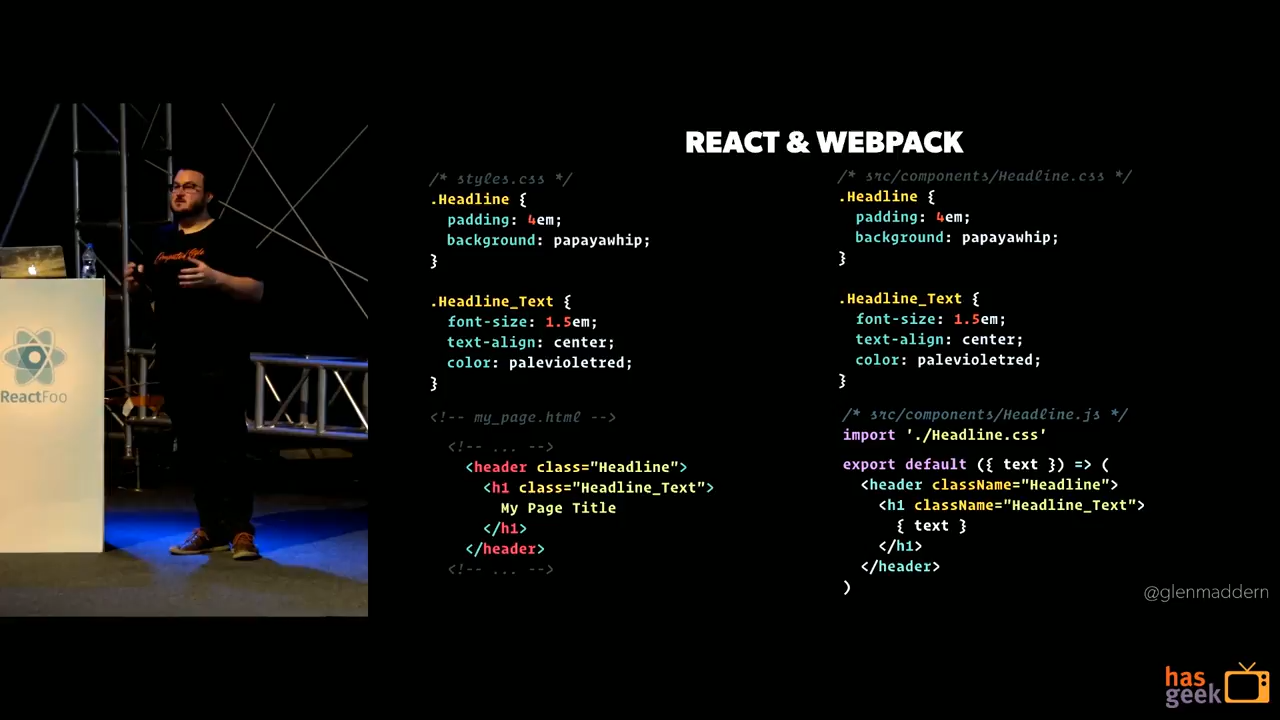 REACT & WEBPACK
/* styles.css */
.Headline {
  padding: 4em;
  background: papayawhip;
}
.Headline_Text {
  font-size: 1.5em;
  text-align: center;
  color: palevioletred;
}
<!-- my_page.html -->
<!-- ... -->
<header class="Headline">
<h1 class="Headline_Text">
My Page Title
</h1>
</header>
<!-- ... -->
/* src/components/Headline.css */
.Headline {
  padding: 4em;
  background: papayawhip;
}
.Headline_Text {
  font-size: 1.5em;
  text-align: center;
  color: palevioletred;
}
/* src/components/Headline.js */
import './Headline.css'
export default ({ text }) => (
<header className="Headline">
<h1 className="Headline_Text">
{ text }
</h1>
</header>
)
@glenmaddern
ReactFoo
has
geek